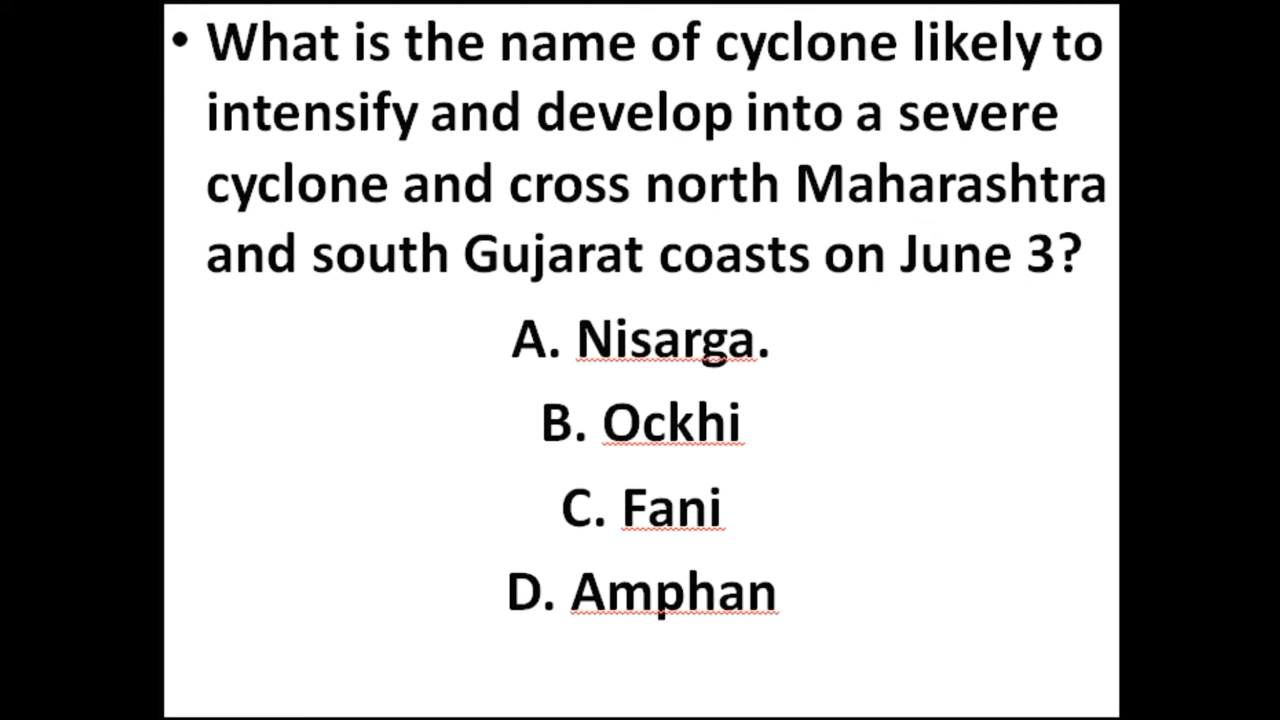 • What is the name of cyclone likely to
intensify and develop into a severe
cyclone and cross north Maharashtra
and south Gujarat coasts on June 3?
A. Nisarga.
B. Ockhi
C. Fani
D. Amphan